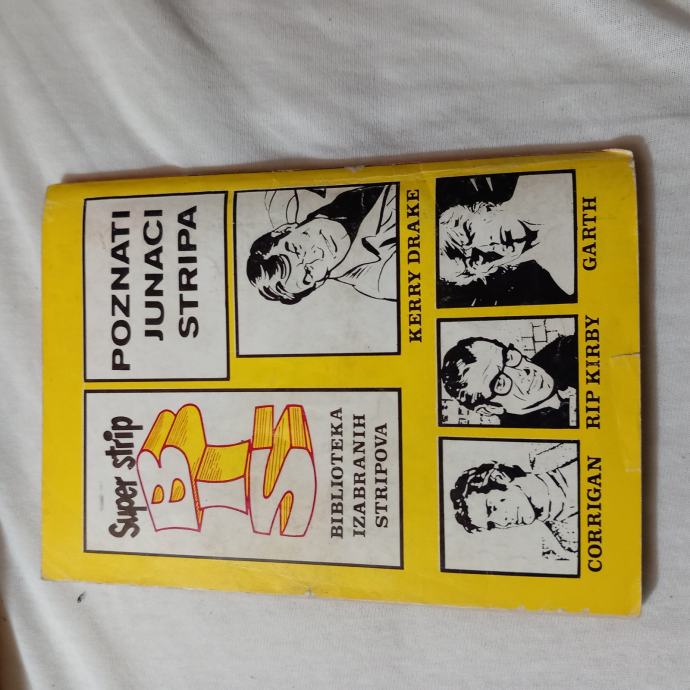 Super strip
BIS
BIBLIOTEKA
IZABRANIH
STRIPOVA
POZNATI
JUNACI
STRIPA
KERRY DRAKE
CORRIGAN
RIP KIRBY
GARTH